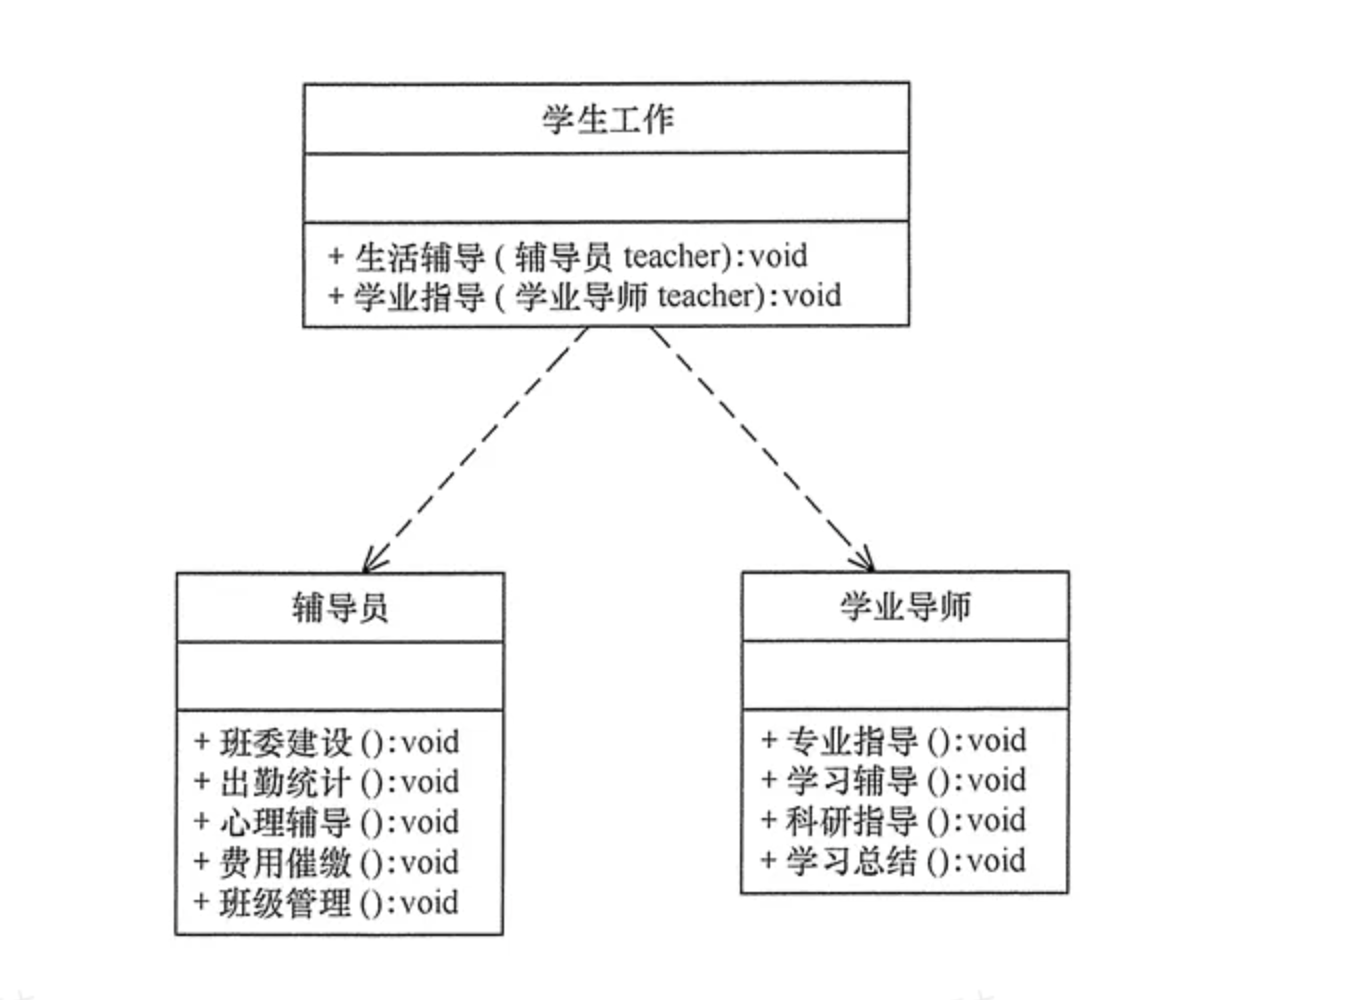 学生工作
+ 生活辅导 ( 辅导员 teacher):void
+ 学业指导 ( 学业导师 teacher):void
辅导员
+ 班委建设 ():void
+ 出勤统计 ():void
+ 心理辅导 ():void
+ 费用催缴 ():void
+ 班级管理 ():void
学业导师
+ 专业指导 ():void
+ 学习辅导 ():void
+ 科研指导 ():void
+ 学习总结 ():void